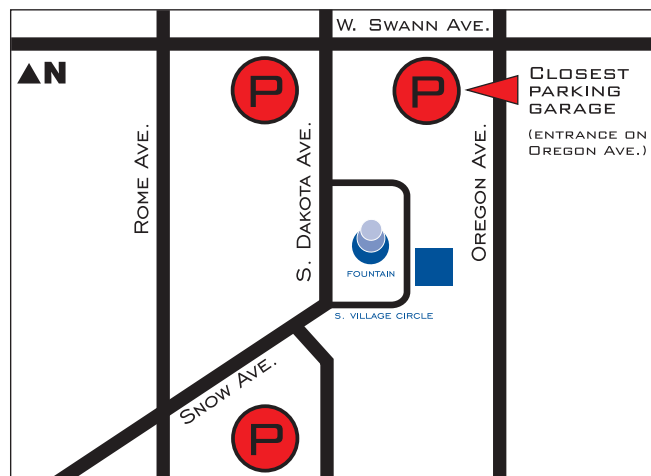 W. Swann Ave.
N
P
P
Closest
Parking
Garage
(entrance on
Oregon Ave.)
Rome Ave.
S. Dakota Ave.
Oregon Ave.
Fountain
S. Village Circle
Snow Ave.
P